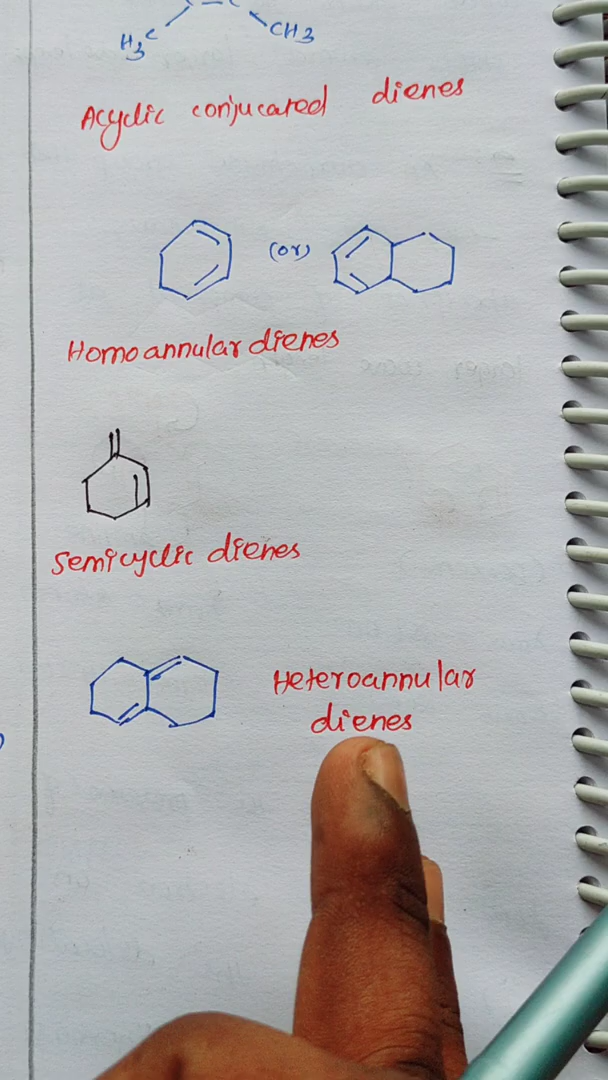 H3C CH3
Acyclic conjucated dienes
(or)
Homoannular dienes
Semicyclic dienes
Heteroannular
dienes